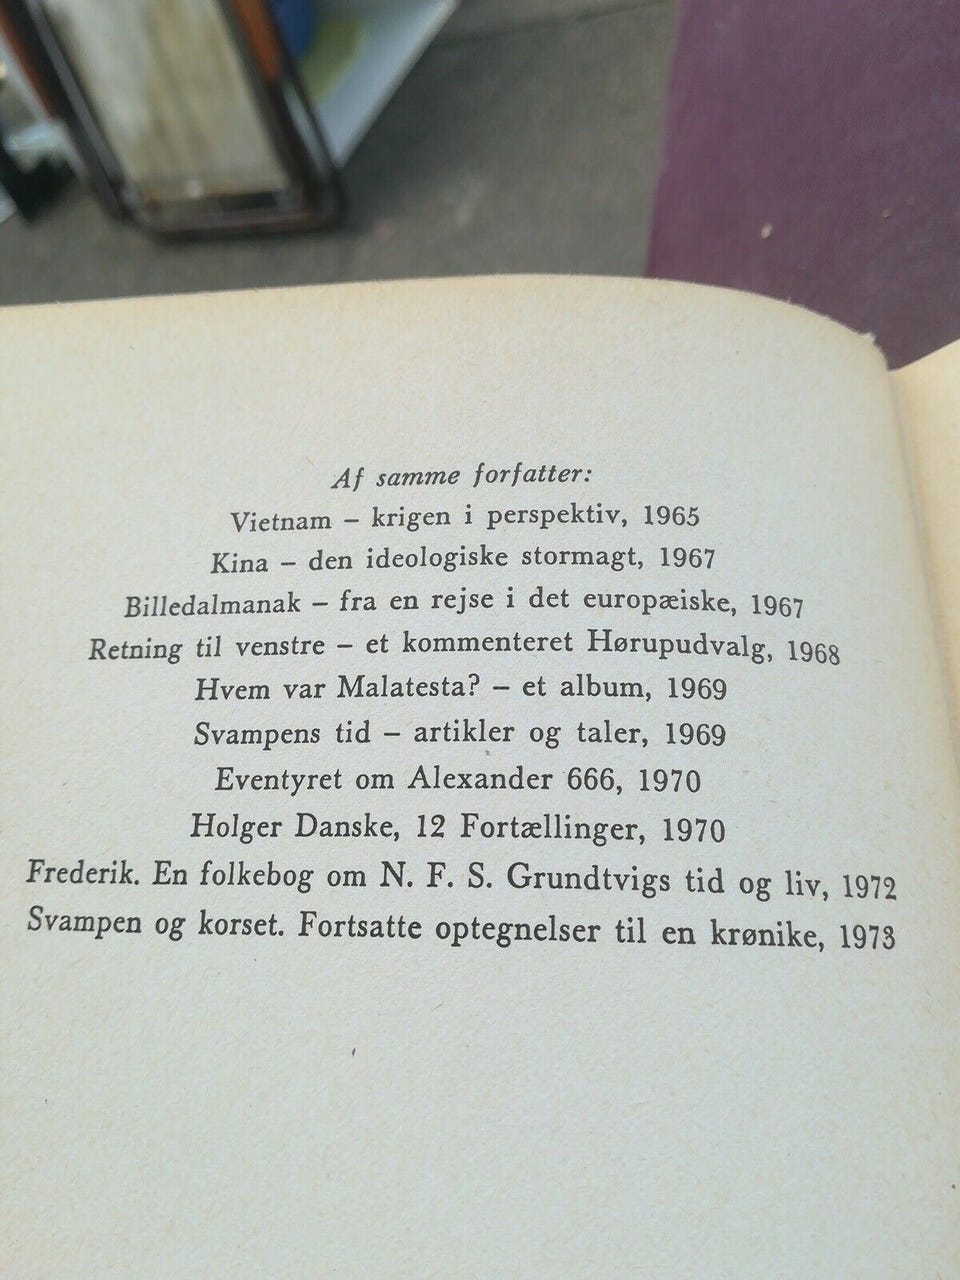 Af samme forfatter:
Vietnam – krigen i perspektiv, 1965
Kina – den ideologiske stormagt, 1967
Billedalmanak – fra en rejse i det europæiske, 1967
Retning til venstre – et kommenteret Hørupudvalg, 1968
Hvem var Malatesta? – et album, 1969
Svampens tid – artikler og taler, 1969
Eventyret om Alexander 666, 1970
Holger Danske, 12 Fortællinger, 1970
Frederik. En folkebog om N. F. S. Grundtvigs tid og liv, 1972
Svampen og korset. Fortsatte optegnelser til en krønike, 1973